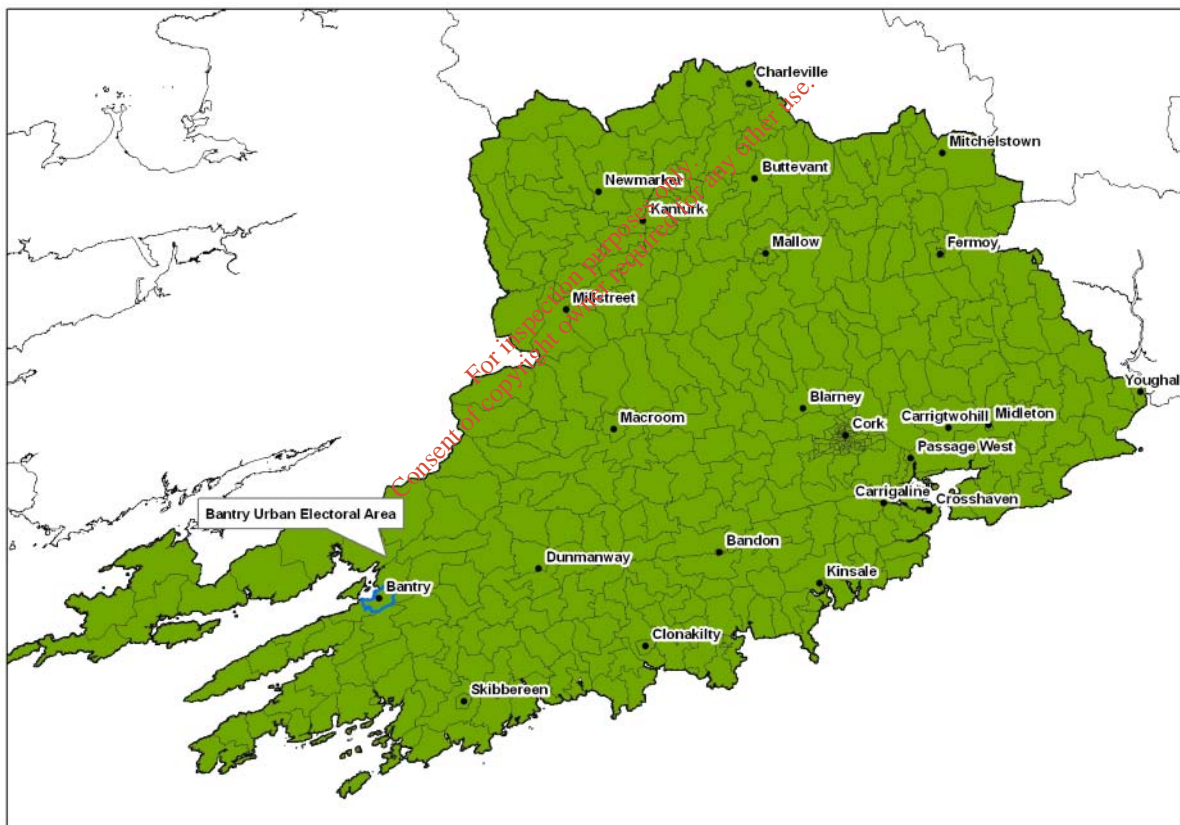 Charleville
Mitchelstown
Buttevant
Newmarket
Kanturk
Mallow
Fermoy
Millstreet
For inspection purposes only.
Consent of copyright owner required for any other use.
Youghal
Blarney
Macroom
Cork
Carrigtwohill
Midleton
Passage West
Carrigaline
Crosshaven
Bantry Urban Electoral Area
Bandon
Dunmanway
Kinsale
Bantry
Clonakilty
Skibbereen